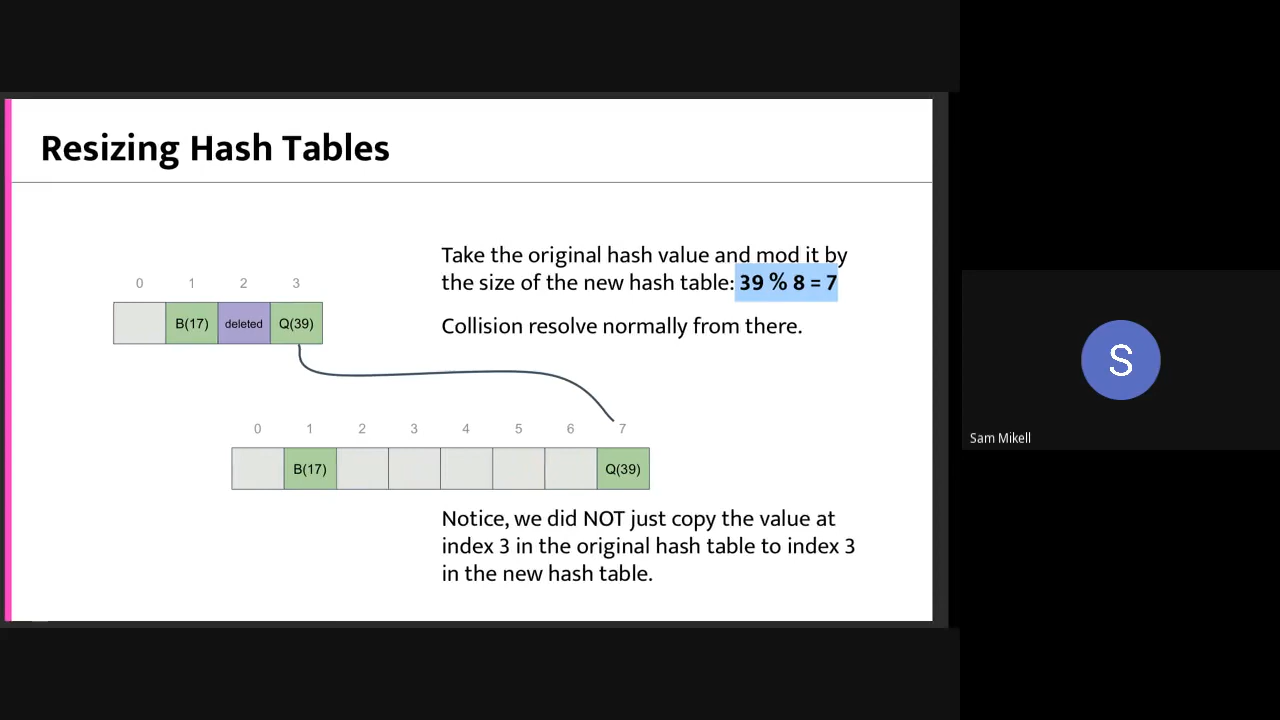 Resizing Hash Tables
Take the original hash value and mod it by
the size of the new hash table: 39 % 8 = 7
Collision resolve normally from there.
0 1 2 3
B(17) deleted Q(39)
0 1 2 3 4 5 6 7
B(17) Q(39)
Notice, we did NOT just copy the value at
index 3 in the original hash table to index 3
in the new hash table.
S
Sam Mikell